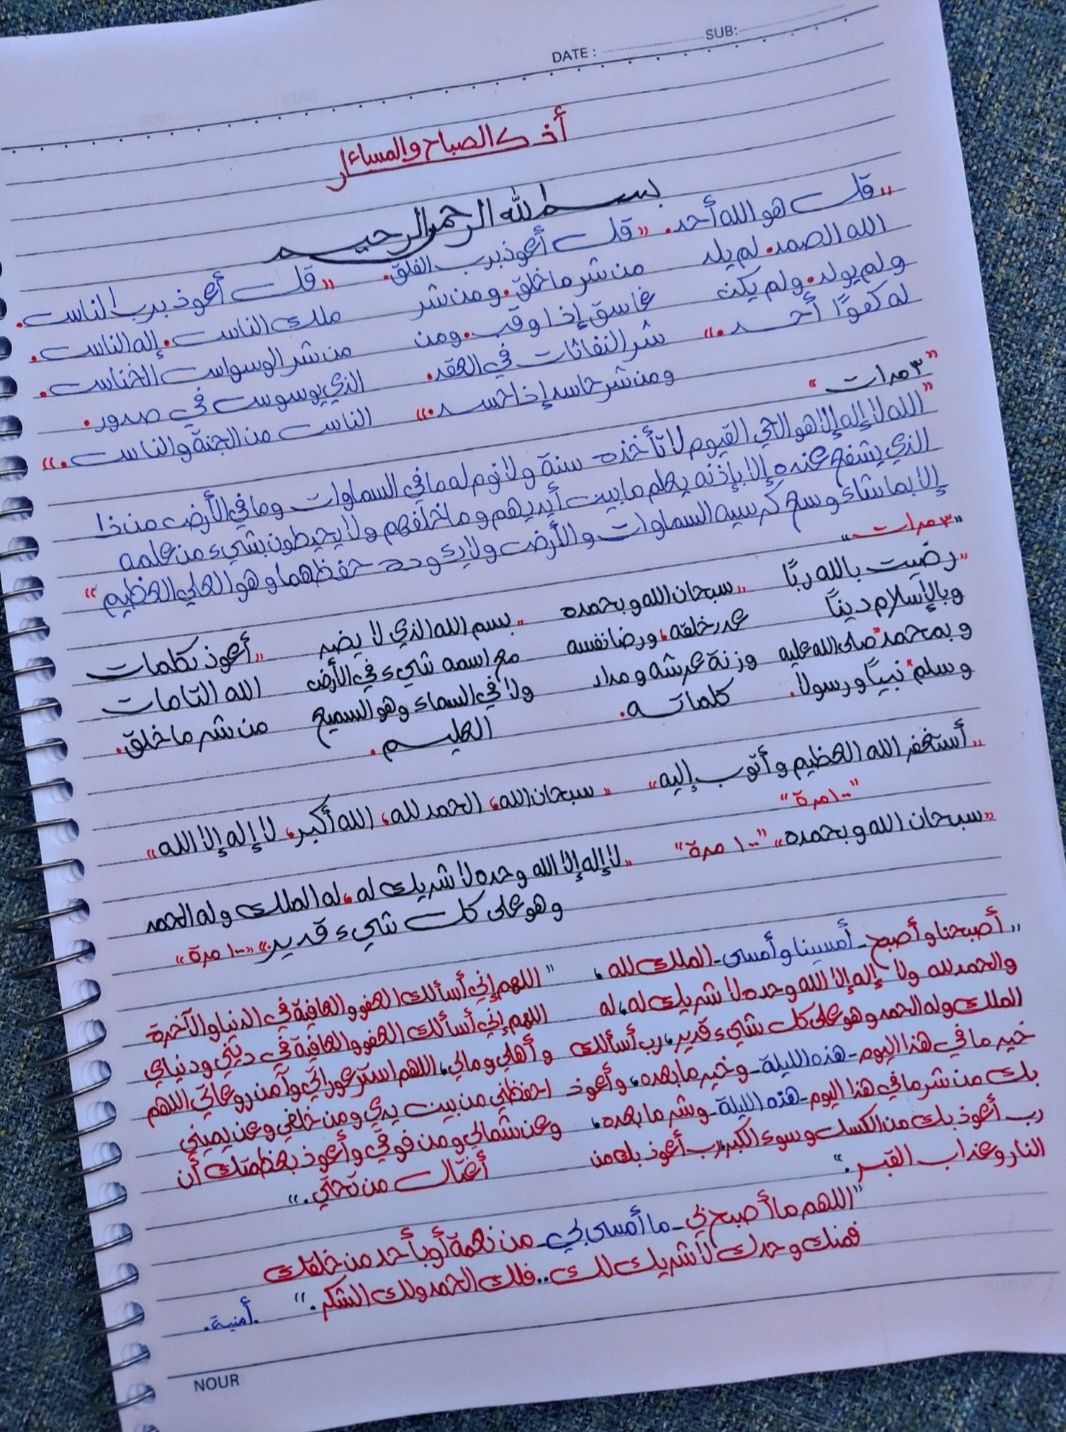 DATE : SUB:
أذكار الصباح والمساء
بسم الله الرحمن الرحيم
"قل هو الله أحد.
الله الصمد. لم يلد
ولم يولد. ولم يكن
له كفوًا أحد."
"قل أعوذ برب الفلق.
من شر ما خلق. ومن شر
غاسق إذا وقب. ومن
شر النفاثات في العقد.
ومن شر حاسد إذا حسد."
"قل أعوذ برب الناس.
ملك الناس. إله الناس.
من شر الوسواس الخناس.
الذي يوسوس في صدور.
الناس من الجنة والناس."
"٣ مرات"
"الله لا إله إلا هو الحي القيوم لا تأخذه سنة ولا نوم له ما في السماوات وما في الأرض من ذا
الذي يشفع عنده إلا بإذنه يعلم ما بين أيديهم وما خلفهم ولا يحيطون بشيء من علمه
إلا بما شاء وسع كرسيه السماوات والأرض ولا يؤوده حفظهما وهو العلي العظيم"
"٣ مرات"
"رضيت بالله ربًا
وبالإسلام دينًا
وبمحمد "صلى الله عليه
وسلم" نبيًا ورسولا.
"سبحان الله وبحمده
عدد خلقه، ورضا نفسه
وزنة عرشه ومداد
كلماته.
"بسم الله الذي لا يضر
مع اسمه شيء في الأرض
ولا في السماء وهو السميع
العليم.
"أعوذ بكلمات
الله التامات
من شر ما خلق.
"أستغفر الله العظيم وأتوب إليه"
"١٠٠ مرة"
"سبحان الله، الحمد لله، الله أكبر، لا إله إلا الله"
"سبحان الله وبحمده" "١٠٠ مرة"
"لا إله إلا الله وحده لا شريك له، له الملك وله الحمد
وهو على كل شيء قدير" "١٠٠ مرة"
"أصبحنا وأصبح - أمسينا وأمسى - الملك لله،
والحمد لله ولا إله إلا الله وحده لا شريك له، له
الملك وله الحمد وهو على كل شيء قدير، رب أسألك
خير ما في هذا اليوم - هذه الليلة - وخير ما بعده، وأعوذ
بك من شر ما في هذا اليوم - هذه الليلة - وشر ما بعده،
رب أعوذ بك من الكسل وسوء الكبر، رب أعوذ بك من
النار وعذاب القبر."
"اللهم إني أسألك العفو والعافية في الدنيا والآخرة
اللهم إني أسألك العفو والعافية في ديني ودنياي
وأهلي ومالي، اللهم استر عوراتي وآمن روعاتي اللهم
احفظني من بين يدي ومن خلفي وعن يميني
وعن شمالي ومن فوقي وأعوذ بعظمتك أن
أغتال من تحتي."
"اللهم ما أصبح بي - ما أمسى بي - من نعمة أو بأحد من خلقك
فمنك وحدك لا شريك لك.. فلك الحمد ولك الشكر."
.أمنية.
NOUR